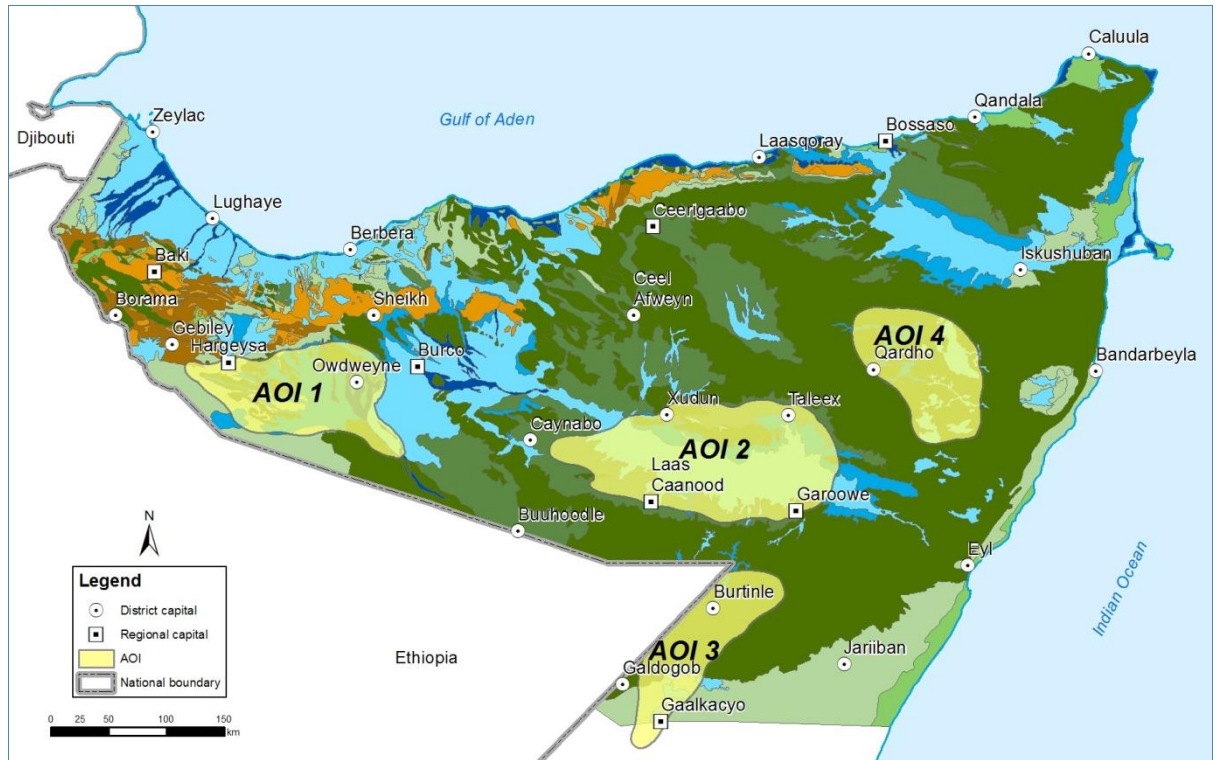 Caluula
Qandala
Zeylac
Gulf of Aden
Bossaso
Djibouti
Laasqoray
Lughaye
Ceerigaabo
Berbera
Iskushuban
Baki
Ceel
Afweyn
Borama
Sheikh
Gebiley
AOI 4
Hargeysa
Burco
Qardho
Bandarbeyla
Owdweyne
AOI 1
Xudun
Taleex
Caynabo
AOI 2
Laas
Caanood
Garoowe
Buuhoodle
N
Eyl
Legend
District capital
Regional capital
AOI
National boundary
Burtinle
Indian Ocean
AOI 3
Jariiban
Ethiopia
Galdogob
Gaalkacyo
0 25 50 100 150
km